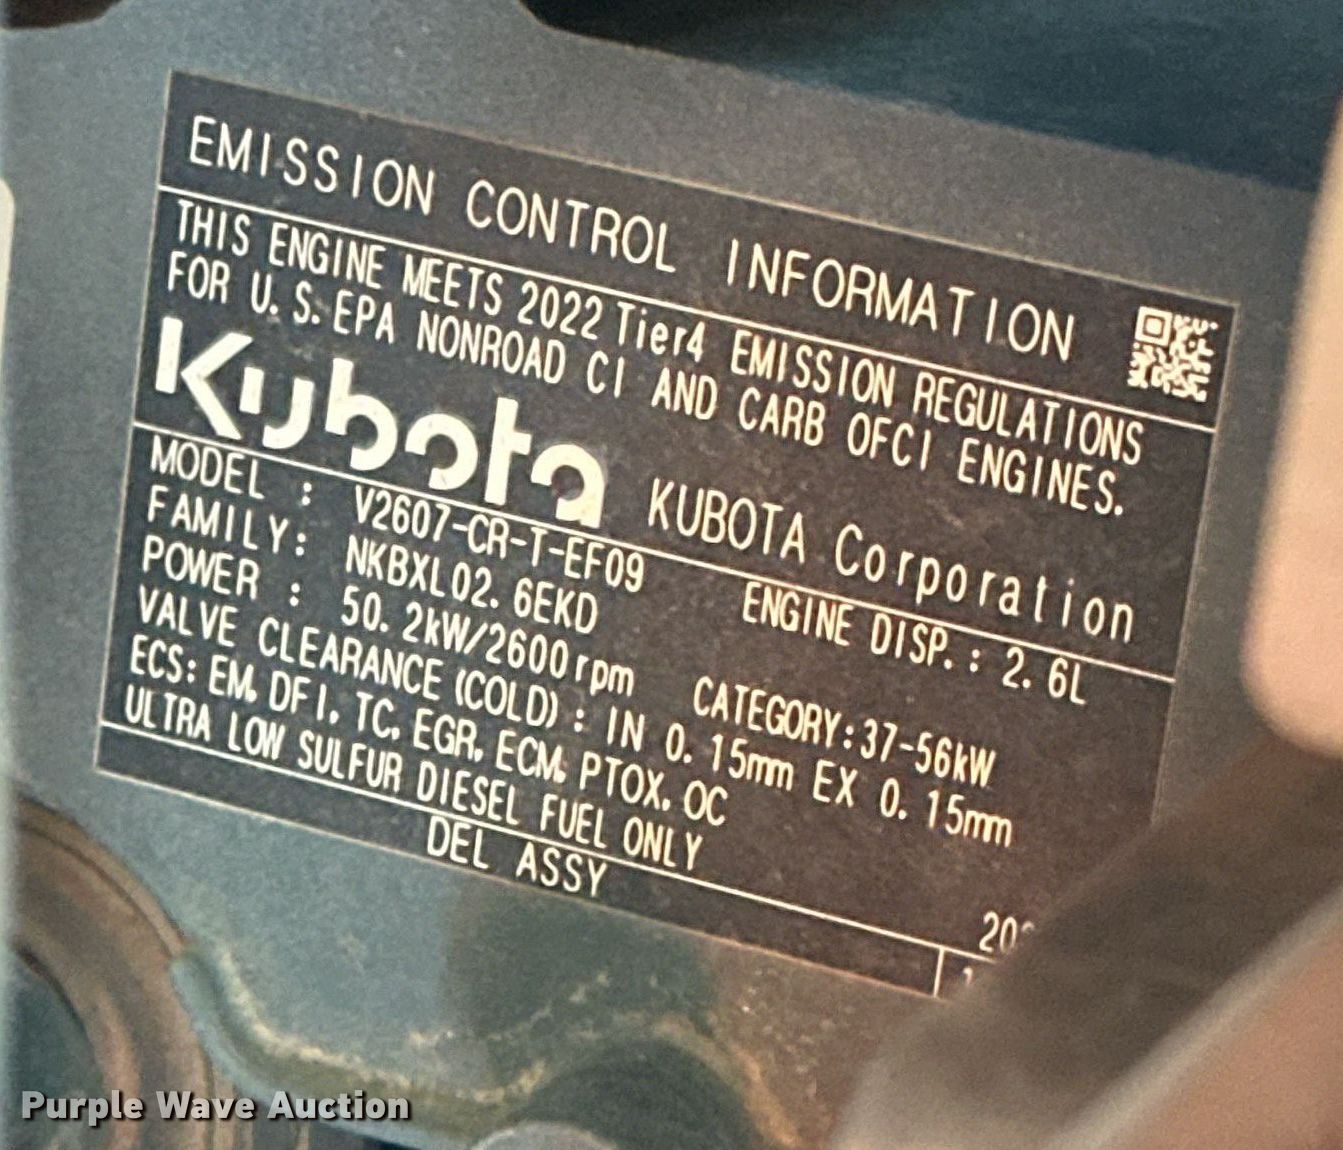 EMISSION CONTROL INFORMATION
THIS ENGINE MEETS 2022 Tier4 EMISSION REGULATIONS
FOR U.S.EPA NONROAD CI AND CARB OFCI ENGINES.
Kubota KUBOTA Corporation
MODEL : V2607-CR-T-EF09 ENGINE DISP.: 2.6L
FAMILY: NKBXL02.6EKD
POWER : 50.2kW/2600rpm CATEGORY:37-56kW
VALVE CLEARANCE (COLD): IN 0.15mm EX 0.15mm
ECS: EM, DFI, TC, EGR, ECM, PTOX, OC
ULTRA LOW SULFUR DIESEL FUEL ONLY
DEL ASSY
Purple Wave Auction